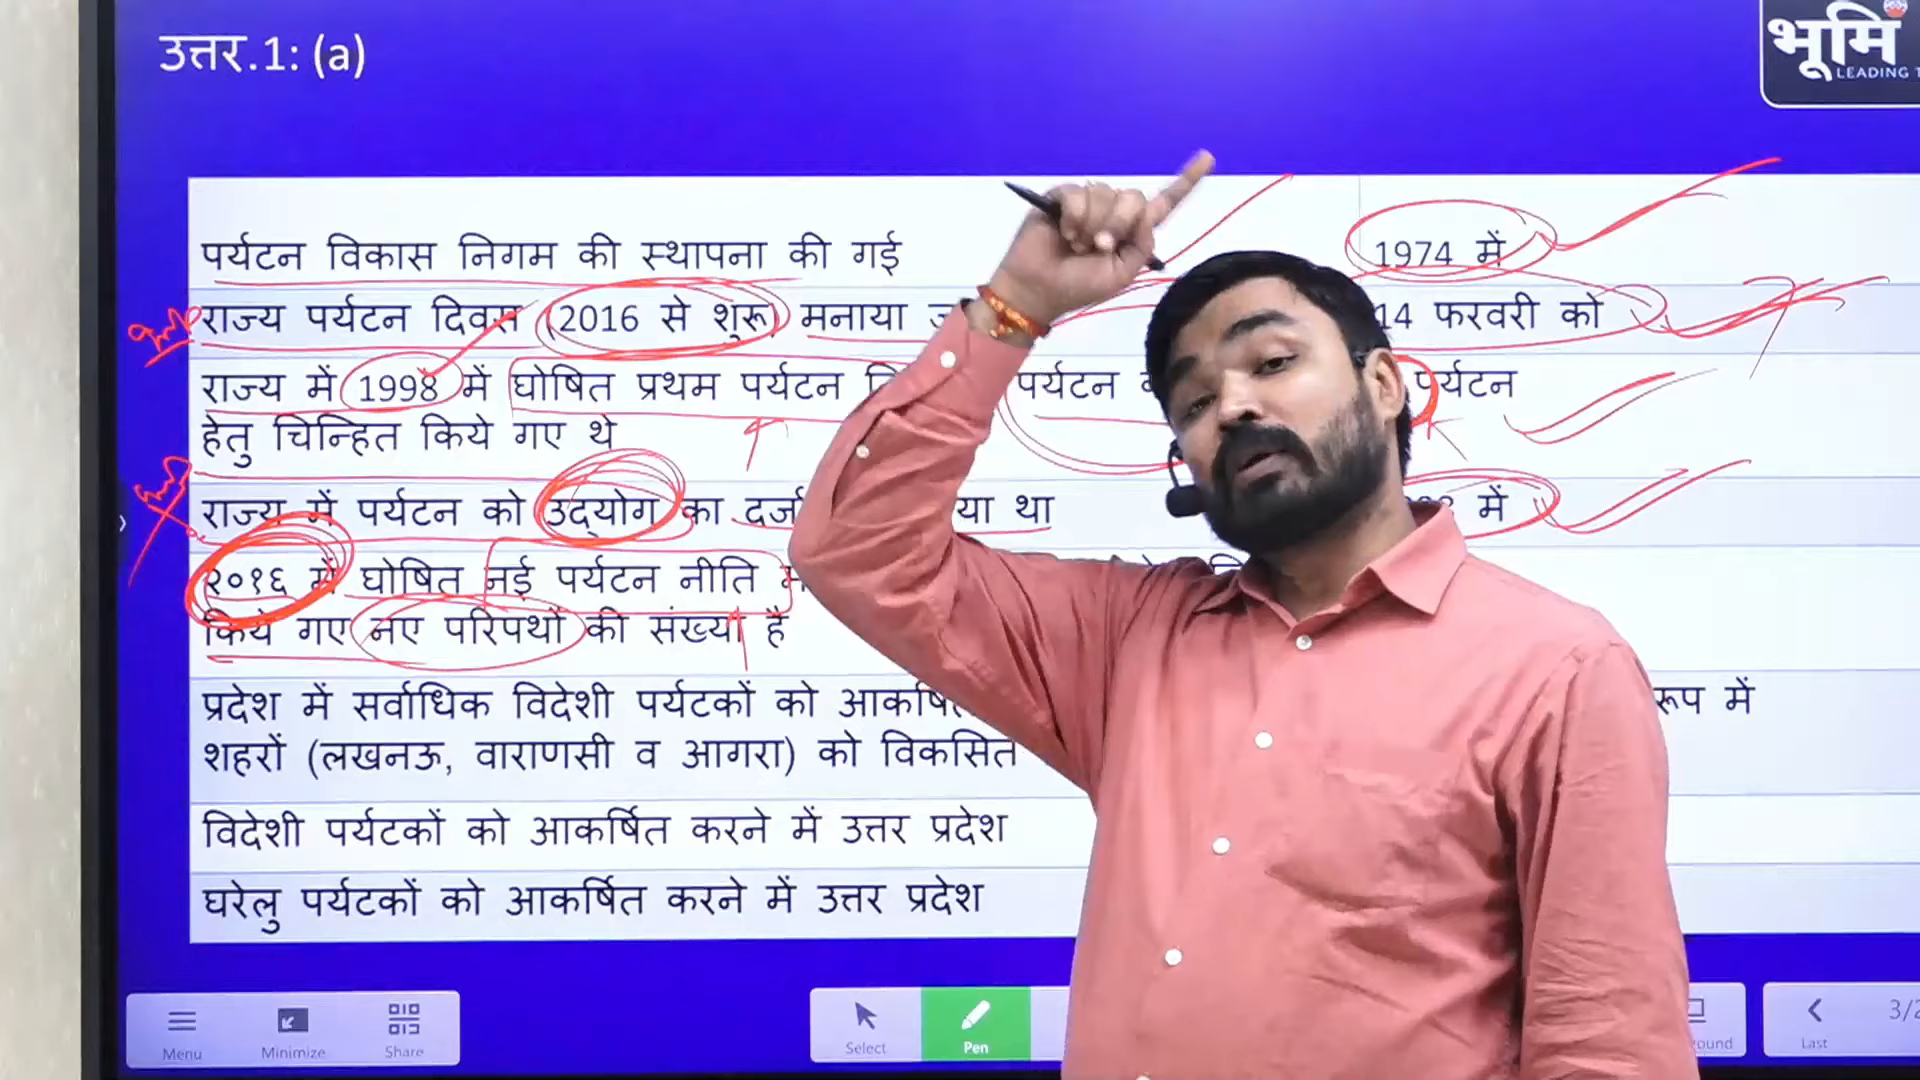 उत्तर.1: (a)
भूमि
LEADING
पर्यटन विकास निगम की स्थापना की गई 1974 में
राज्य पर्यटन दिवस (2016 से शुरू) मनाया 14 फरवरी को
राज्य में 1998 में घोषित प्रथम पर्यटन पर्यटन पर्यटन
हेतु चिन्हित किये गए थे
राज्य में पर्यटन को उद्योग का था में
२०१६ में घोषित नई पर्यटन नीति
किये गए नए परिपथों की संख्या है
प्रदेश में सर्वाधिक विदेशी पर्यटकों को रूप में
शहरों (लखनऊ, वाराणसी व आगरा) को विकसित
विदेशी पर्यटकों को आकर्षित करने में उत्तर प्रदेश
घरेलु पर्यटकों को आकर्षित करने में उत्तर प्रदेश
Menu Minimize Share Select Pen Last